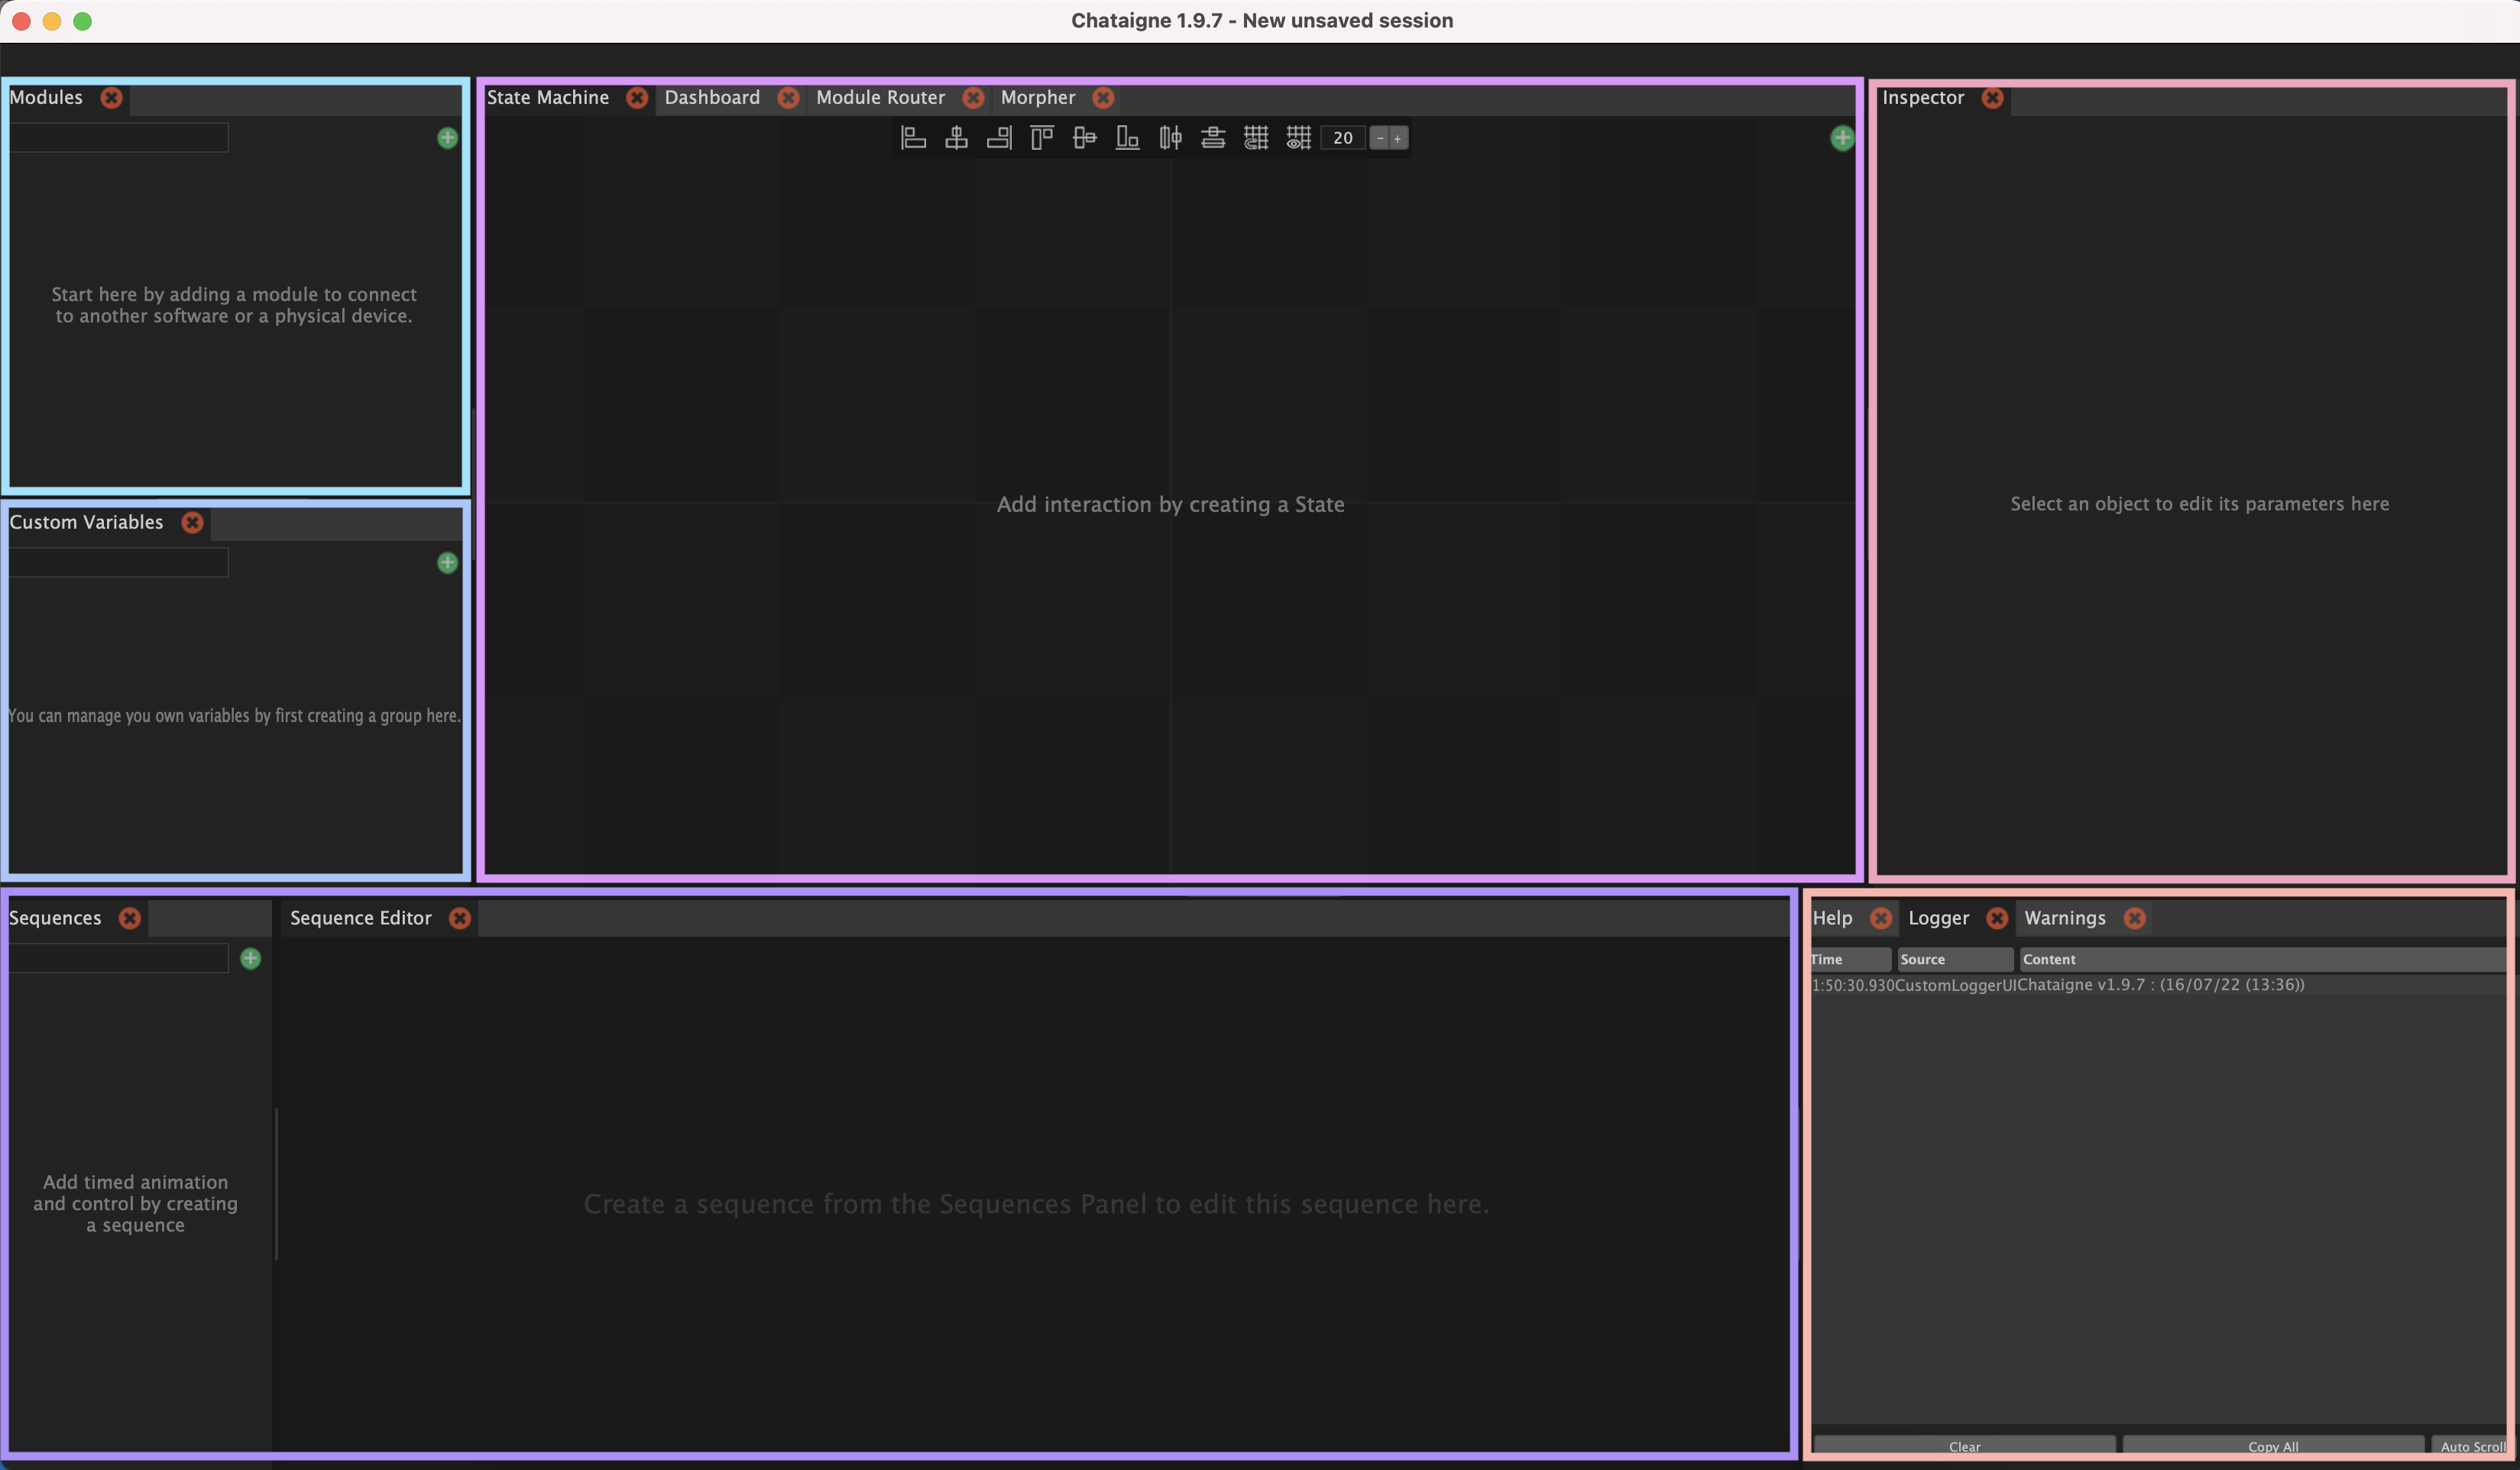 Chataigne 1.9.7 - New unsaved session
Modules
Start here by adding a module to connect
to another software or a physical device.
Custom Variables
You can manage you own variables by first creating a group here.
State Machine
Dashboard
Module Router
Morpher
20
- +
Add interaction by creating a State
Inspector
Select an object to edit its parameters here
Sequences
Add timed animation
and control by creating
a sequence
Sequence Editor
Create a sequence from the Sequences Panel to edit this sequence here.
Help
Logger
Warnings
Time Source Content
1:50:30.930 CustomLoggerUI Chataigne v1.9.7 : (16/07/22 (13:36))
Clear
Copy All
Auto Scroll